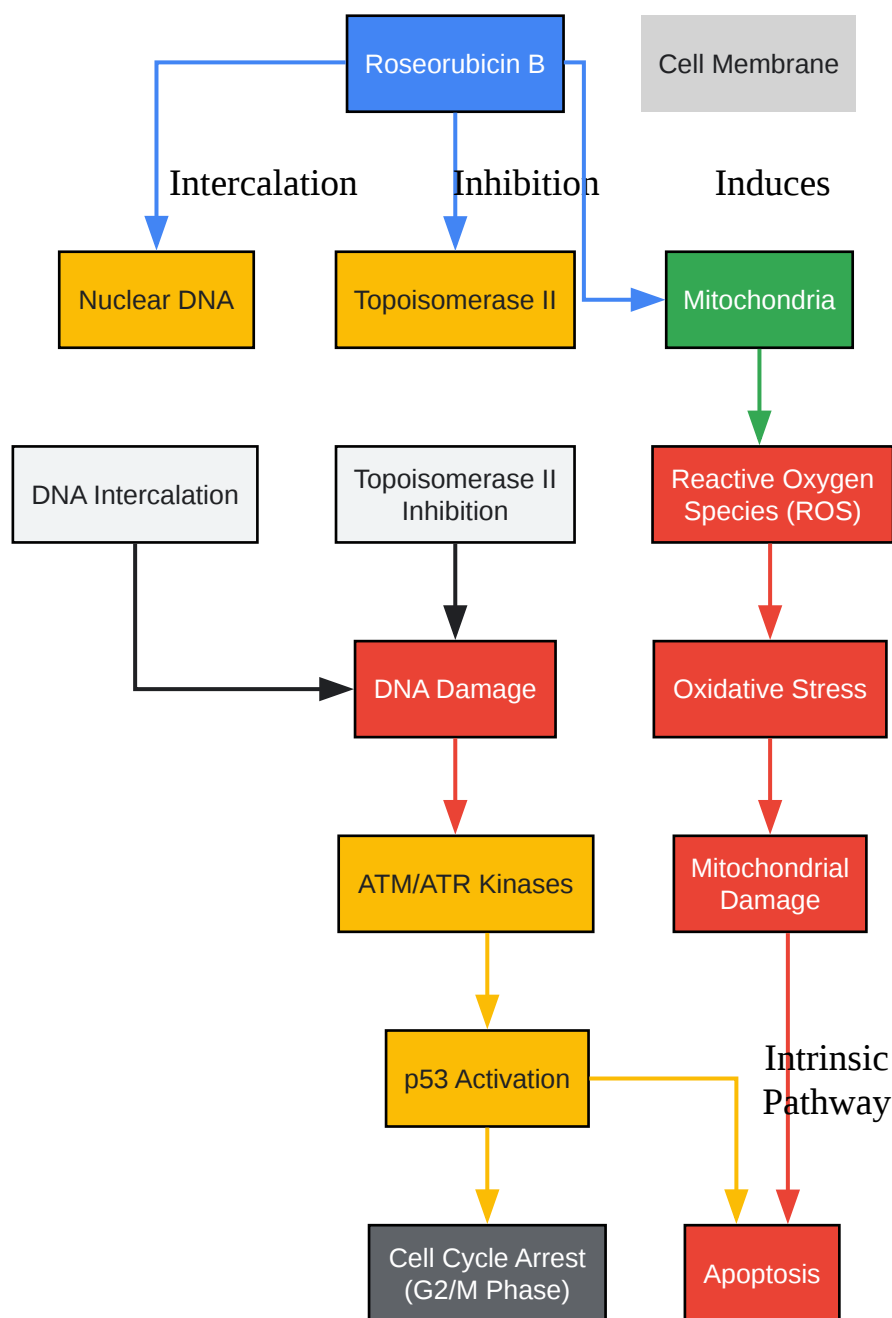 Roseorubicin B
Cell Membrane
Intercalation
Inhibition
Induces
Nuclear DNA
Topoisomerase II
Mitochondria
DNA Intercalation
Topoisomerase II
Inhibition
Reactive Oxygen
Species (ROS)
DNA Damage
Oxidative Stress
ATM/ATR Kinases
Mitochondrial
Damage
p53 Activation
Intrinsic
Pathway
Cell Cycle Arrest
(G2/M Phase)
Apoptosis